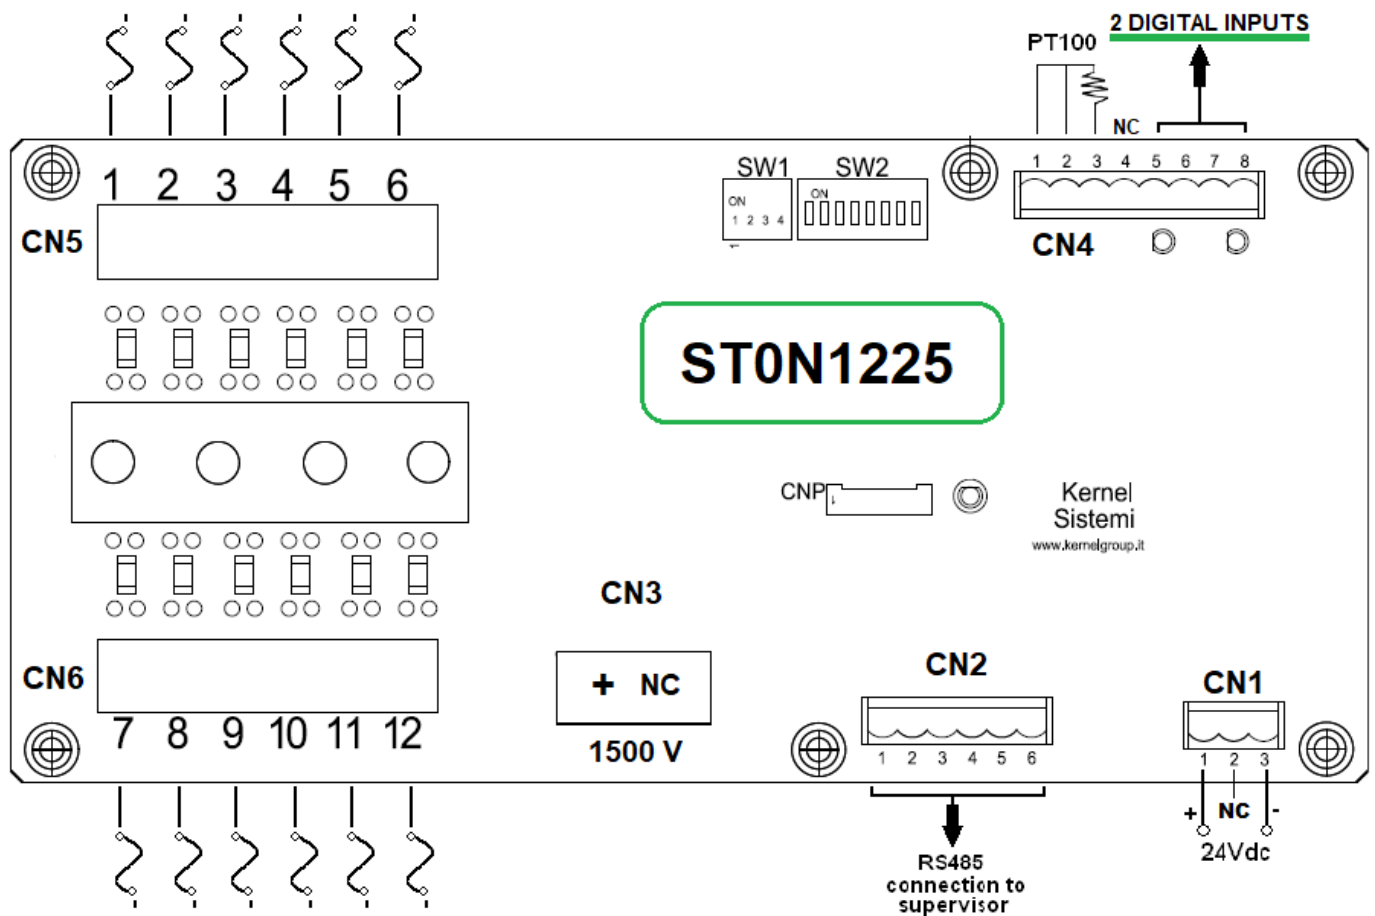 2 DIGITAL INPUTS
PT100
NC
1 2 3 4 5 6 7 8
1 2 3 4 5 6
SW1 SW2
ON
ON
1 2 3 4
CN5
CN4
ST0N1225
CNP
Kernel
Sistemi
www.kernelgroup.it
CN3
CN6
+ NC
1500 V
CN2
CN1
7 8 9 10 11 12
1 2 3 4 5 6
1 2 3
+ NC -
24Vdc
RS485
connection to
supervisor